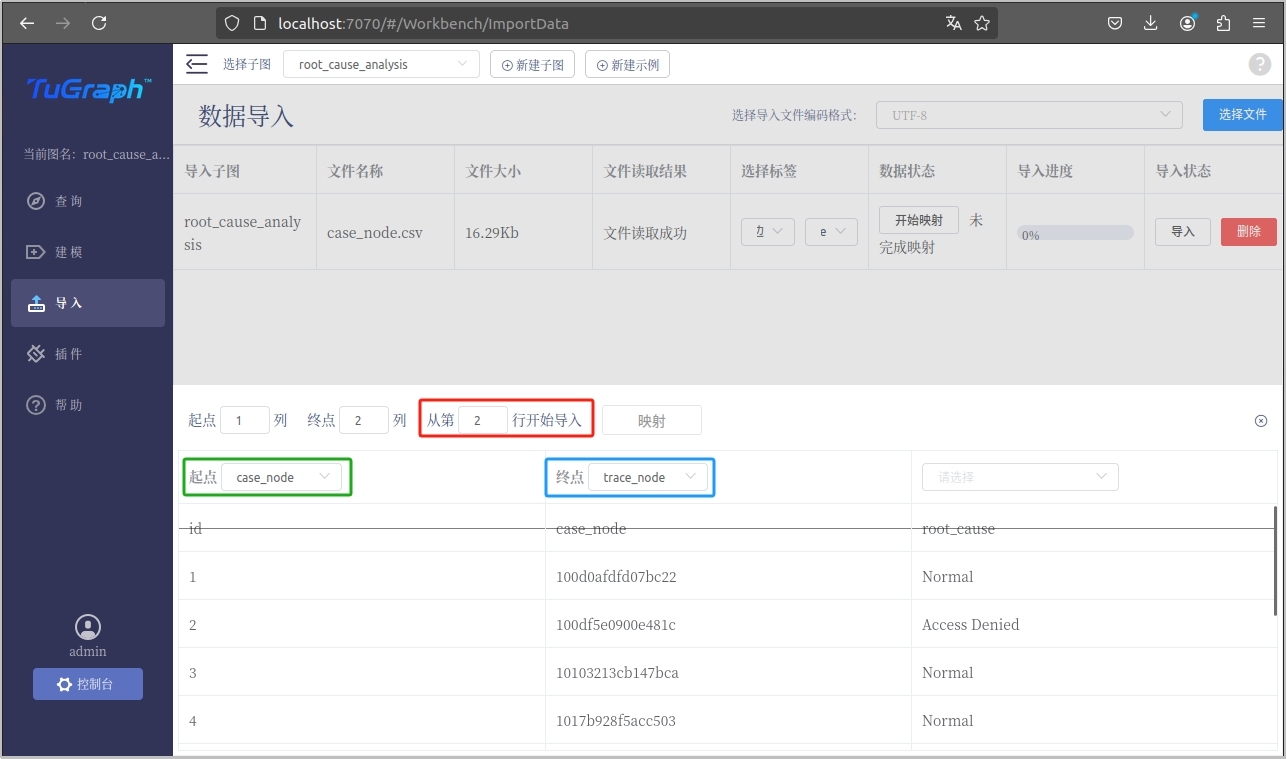 localhost:7070/#/Workbench/ImportData
TuGraph™
选择子图 root_cause_analysis 新建子图 新建示例
数据导入 选择导入文件编码格式: UTF-8 选择文件
当前图名: root_cause_a...
查询
建模
导入
插件
帮助
admin
控制台
导入子图 文件名称 文件大小 文件读取结果 选择标签 数据状态 导入进度 导入状态
root_cause_analysis case_node.csv 16.29Kb 文件读取成功 e 开始映射 未完成映射 0% 导入 删除
起点 1 列 终点 2 列 从第 2 行开始导入 映射
起点 case_node 终点 trace_node 请选择
id case_node root_cause
1 100d0afdfd07bc22 Normal
2 100df5e0900e481c Access Denied
3 10103213cb147bca Normal
4 1017b928f5acc503 Normal